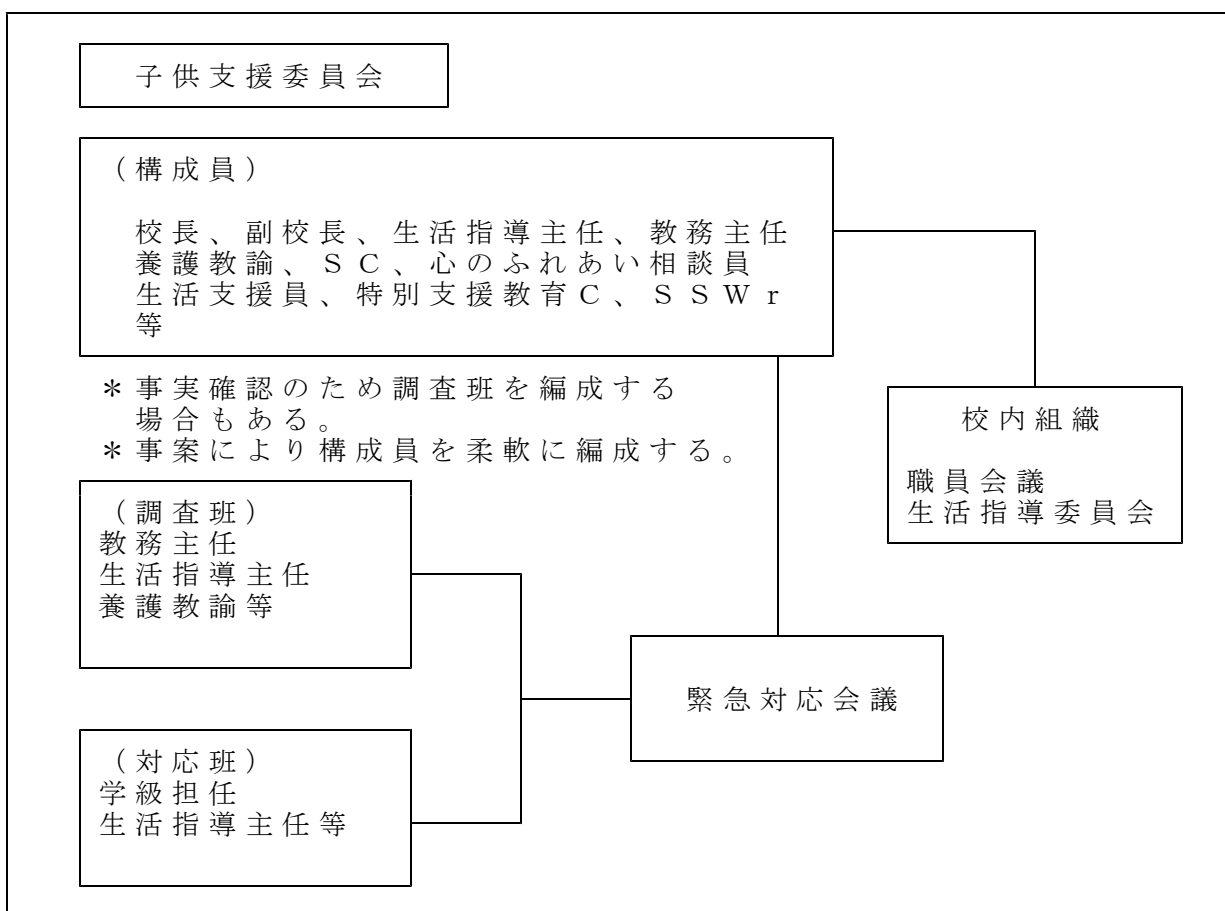 子供支援委員会
（構成員）
校長、副校長、生活指導主任、教務主任
養護教諭、ＳＣ、心のふれあい相談員
生活支援員、特別支援教育Ｃ、ＳＳＷｒ
等
＊事実確認のため調査班を編成する
場合もある。
＊事案により構成員を柔軟に編成する。
校内組織
職員会議
生活指導委員会
（調査班）
教務主任
生活指導主任
養護教諭等
緊急対応会議
（対応班）
学級担任
生活指導主任等